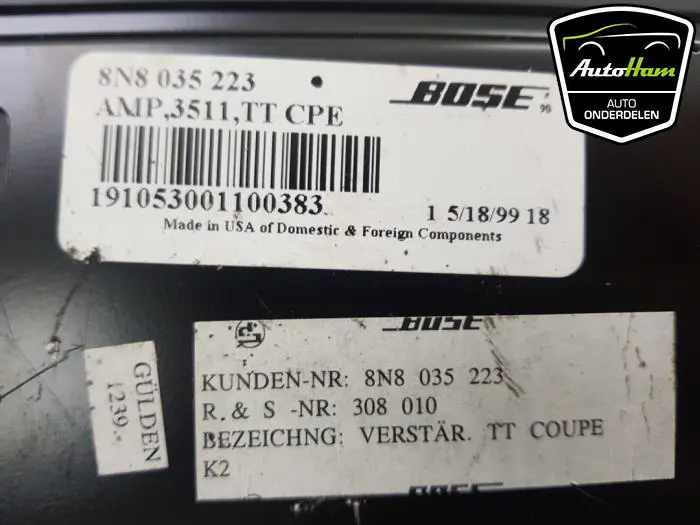 AutoHam
AUTO
ONDERDELEN
8N8 035 223
BOSE
AMP,3511,TT CPE
191053001100383
1 5/18/99 18
Made in USA of Domestic & Foreign Components
BOSE
KUNDEN-NR: 8N8 035 223
R. & S -NR: 308 010
BEZEICHNG: VERSTÄR. TT COUPE
K2
BOSE
GÜLDEN
1239